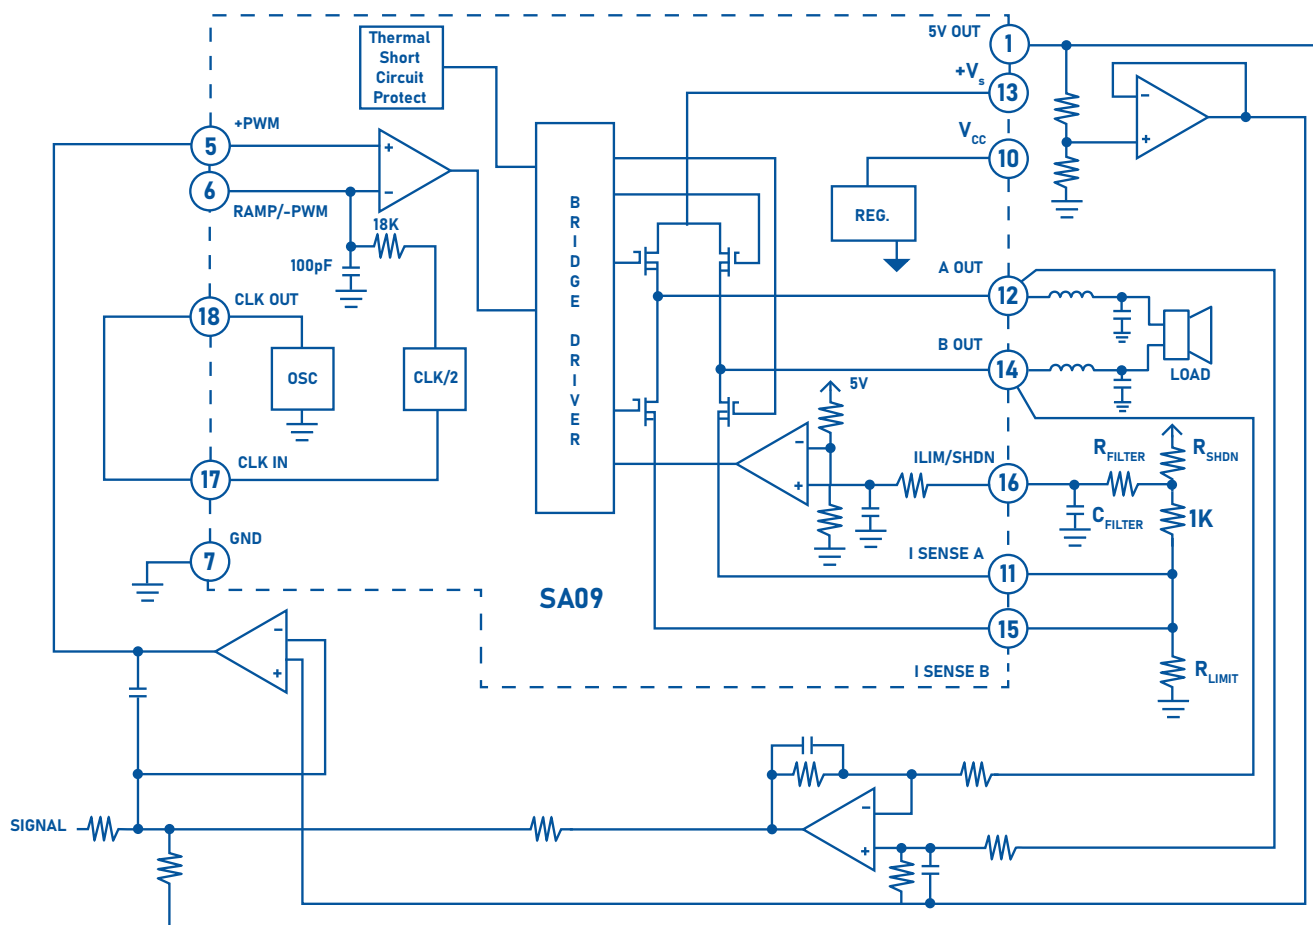 Thermal
Short
Circuit
Protect
5V OUT
1
+Vs
13
VCC
10
+PWM
5
6
RAMP/-PWM
18K
100pF
REG.
A OUT
12
CLK OUT
18
OSC
CLK/2
BRIDGE DRIVER
B OUT
14
LOAD
5V
CLK IN
17
ILIM/SHDN
16
RFILTER
RSHDN
CFILTER
1K
GND
7
I SENSE A
11
SA09
15
I SENSE B
RLIMIT
SIGNAL